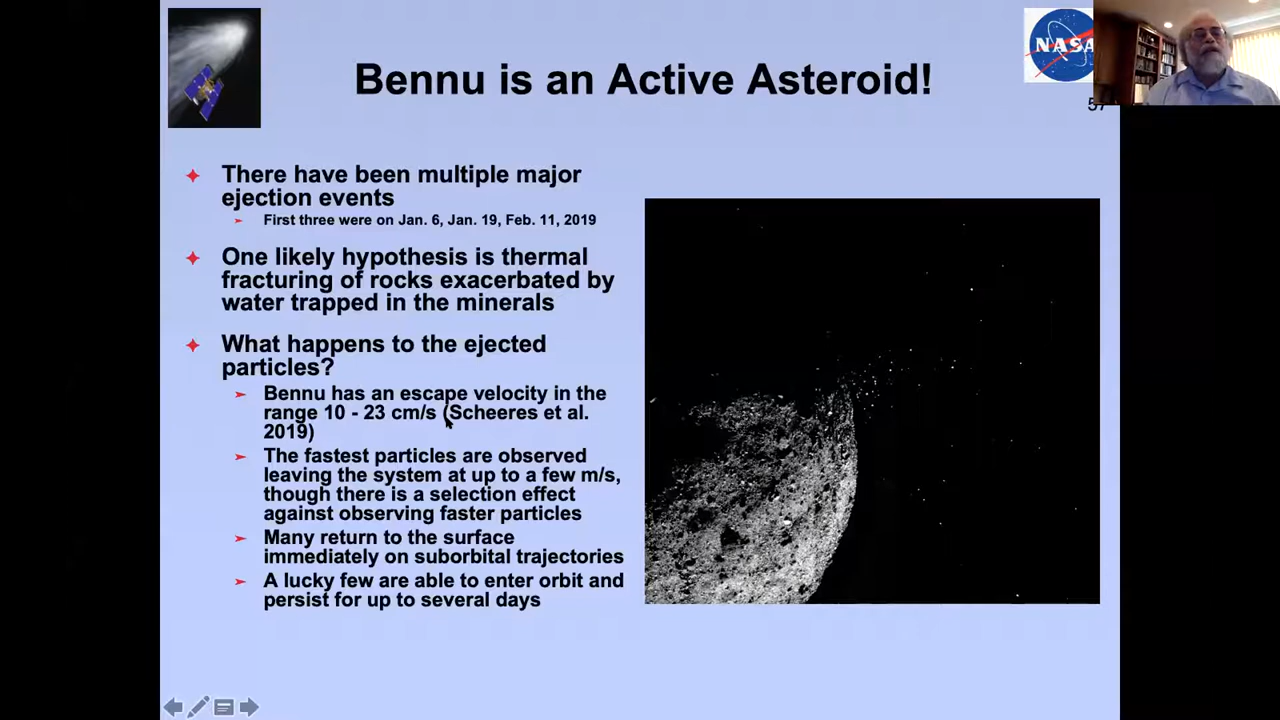 Bennu is an Active Asteroid!
NASA
There have been multiple major
ejection events
First three were on Jan. 6, Jan. 19, Feb. 11, 2019
One likely hypothesis is thermal
fracturing of rocks exacerbated by
water trapped in the minerals
What happens to the ejected
particles?
Bennu has an escape velocity in the
range 10 - 23 cm/s (Scheeres et al.
2019)
The fastest particles are observed
leaving the system at up to a few m/s,
though there is a selection effect
against observing faster particles
Many return to the surface
immediately on suborbital trajectories
A lucky few are able to enter orbit and
persist for up to several days